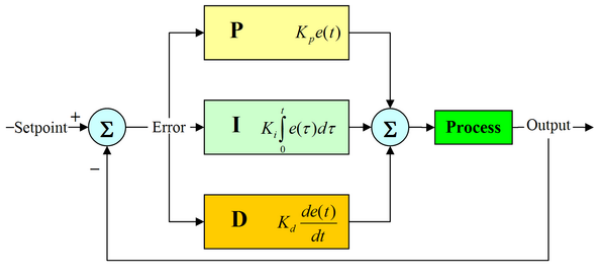 P K_p e(t)
+
–Setpoint
Σ
Error
I K_i ∫_0^t e(τ)dτ
Σ
Process
Output
–
D K_d de(t)/dt